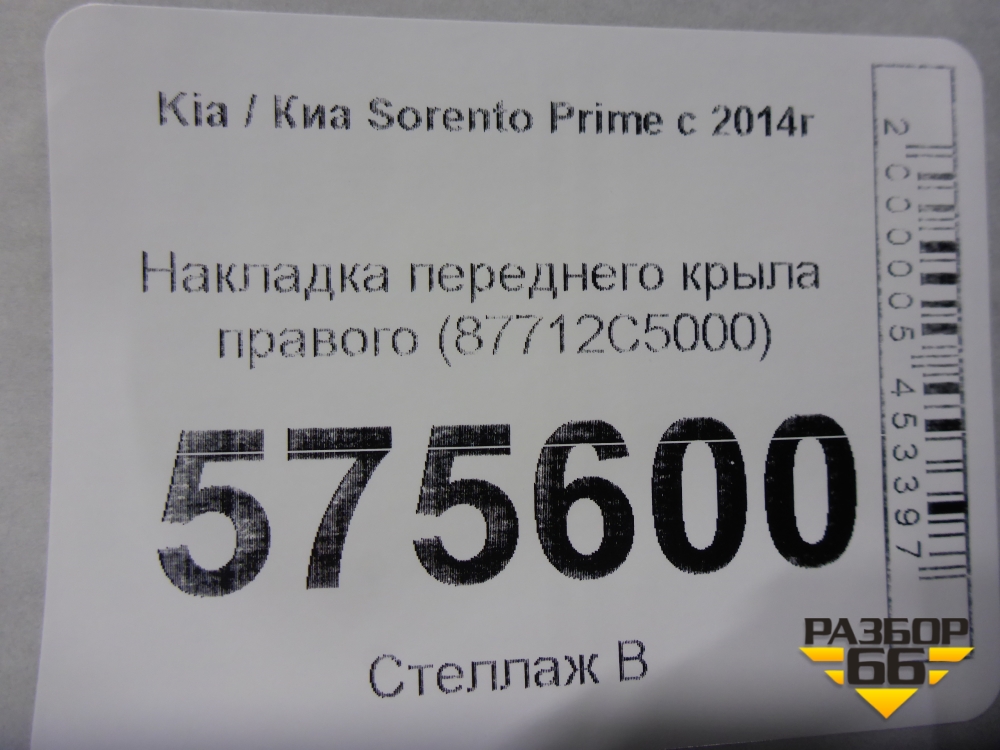 Kia / Киа Sorento Prime с 2014г
Накладка переднего крыла
правого (87712C5000)
575600
Стеллаж В
2000005453397
РАЗБОР
66